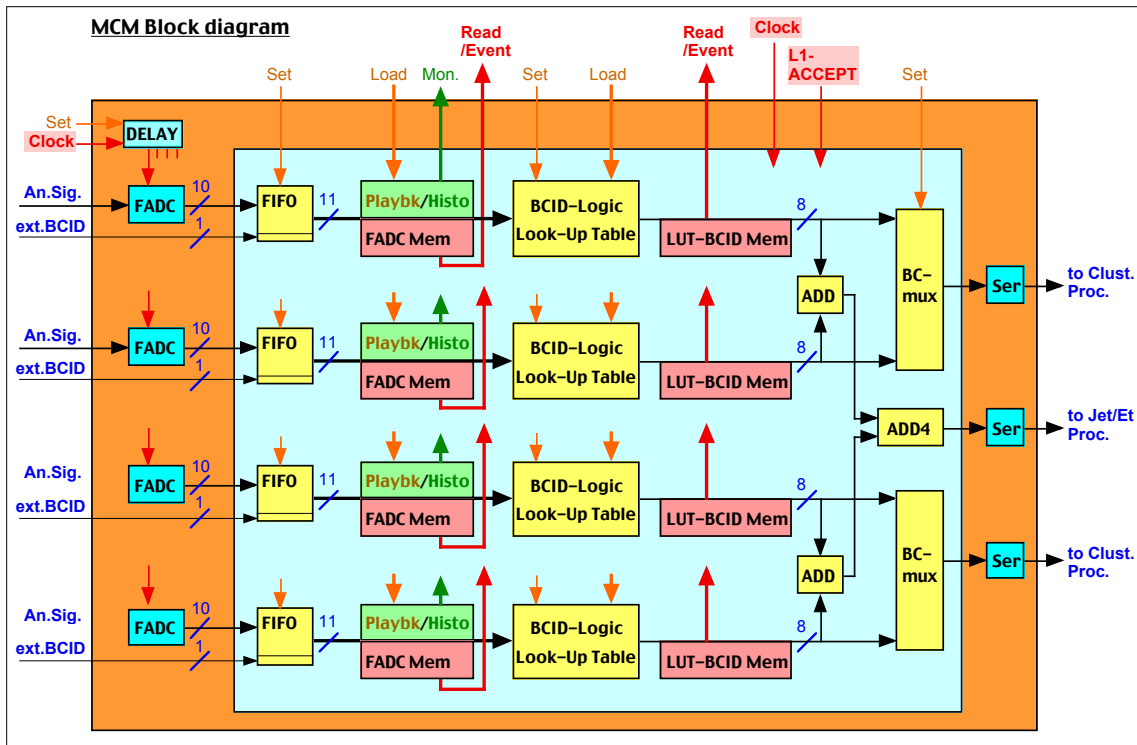 MCM Block diagram
Read
/Event
Read
/Event
Clock
L1-
ACCEPT
Set
Load
Mon.
Set
Load
Set
Set
Clock
DELAY
An.Sig.
ext.BCID
FADC
10
1
FIFO
11
Playbk/Histo
FADC Mem
BCID-Logic
Look-Up Table
LUT-BCID Mem
8
ADD
BC-
mux
Ser
to Clust.
Proc.
An.Sig.
ext.BCID
FADC
10
1
FIFO
11
Playbk/Histo
FADC Mem
BCID-Logic
Look-Up Table
LUT-BCID Mem
8
ADD4
Ser
to Jet/Et
Proc.
An.Sig.
ext.BCID
FADC
10
1
FIFO
11
Playbk/Histo
FADC Mem
BCID-Logic
Look-Up Table
LUT-BCID Mem
8
ADD
BC-
mux
Ser
to Clust.
Proc.
An.Sig.
ext.BCID
FADC
10
1
FIFO
11
Playbk/Histo
FADC Mem
BCID-Logic
Look-Up Table
LUT-BCID Mem
8